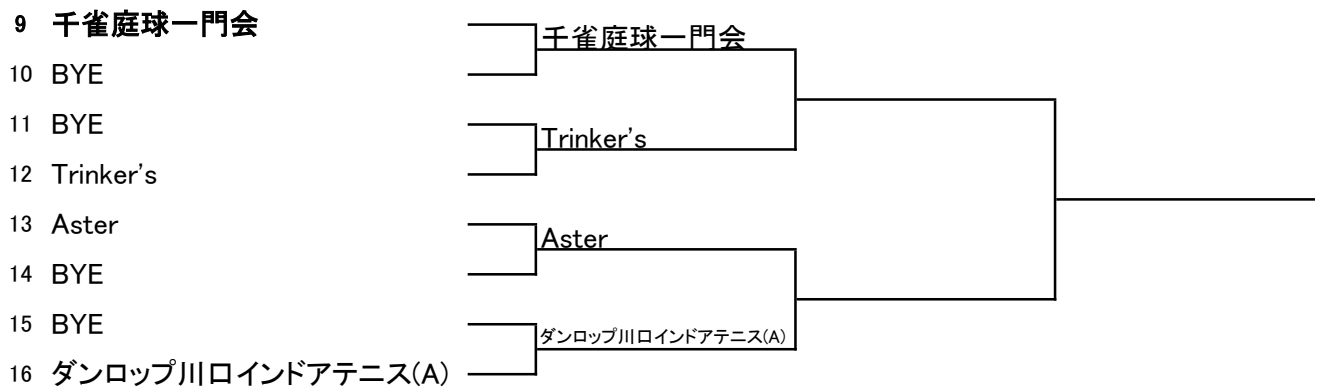 9 千雀庭球一門会
千雀庭球一門会
10 BYE
11 BYE
Trinker's
12 Trinker's
13 Aster
Aster
14 BYE
15 BYE
ダンロップ川口インドアテニス(A)
16 ダンロップ川口インドアテニス(A)